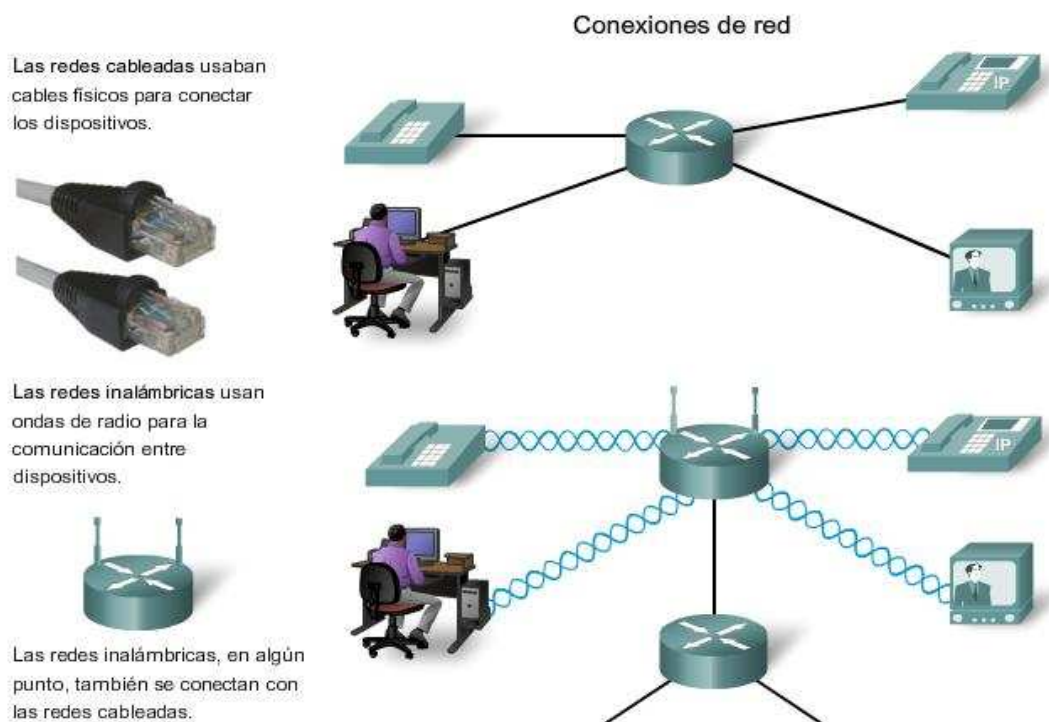 Conexiones de red
Las redes cableadas usaban
cables físicos para conectar
los dispositivos.
IP
Las redes inalámbricas usan
ondas de radio para la
comunicación entre
dispositivos.
IP
Las redes inalámbricas, en algún
punto, también se conectan con
las redes cableadas.